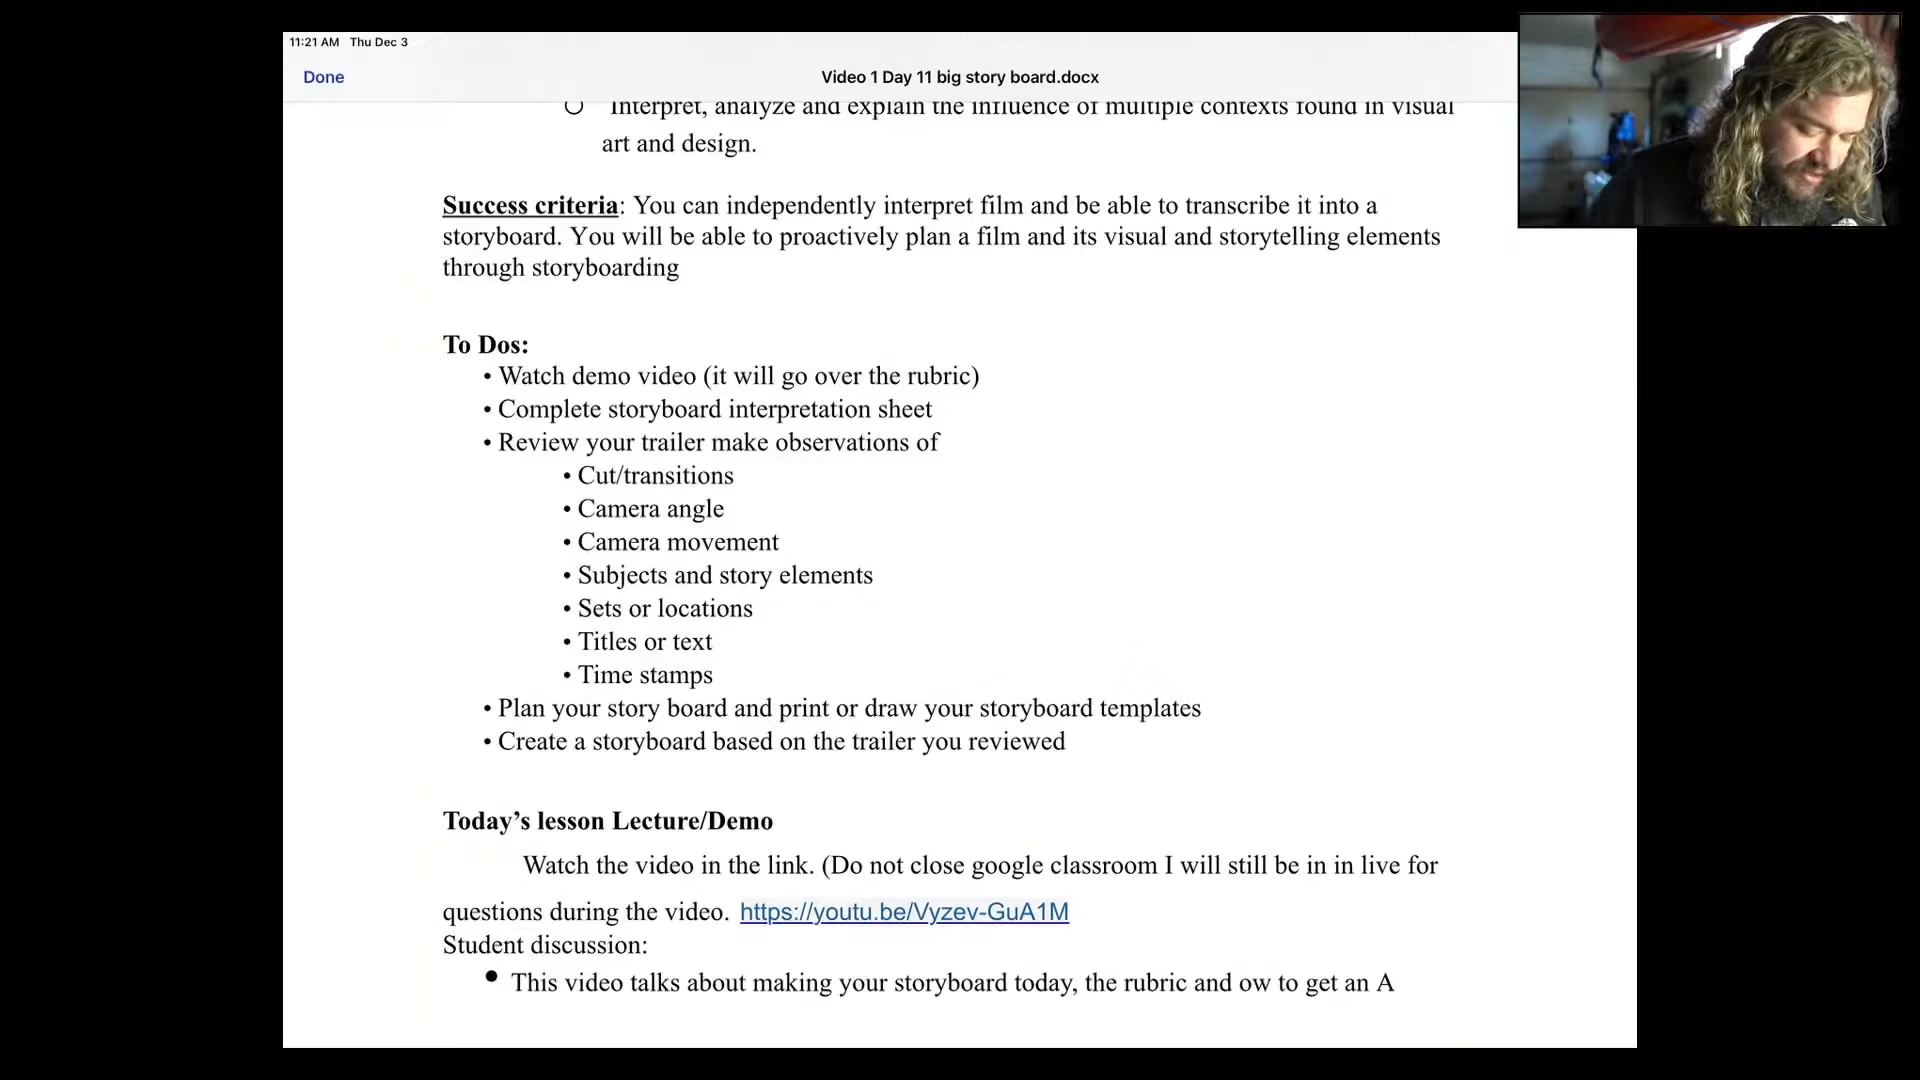 11:21 AM Thu Dec 3
Done
Video 1 Day 11 big story board.docx
Interpret, analyze and explain the influence of multiple contexts found in visual
art and design.
Success criteria: You can independently interpret film and be able to transcribe it into a
storyboard. You will be able to proactively plan a film and its visual and storytelling elements
through storyboarding
To Dos:
• Watch demo video (it will go over the rubric)
• Complete storyboard interpretation sheet
• Review your trailer make observations of
• Cut/transitions
• Camera angle
• Camera movement
• Subjects and story elements
• Sets or locations
• Titles or text
• Time stamps
• Plan your story board and print or draw your storyboard templates
• Create a storyboard based on the trailer you reviewed
Today’s lesson Lecture/Demo
Watch the video in the link. (Do not close google classroom I will still be in in live for
questions during the video. https://youtu.be/Vyzev-GuA1M
Student discussion:
• This video talks about making your storyboard today, the rubric and ow to get an A